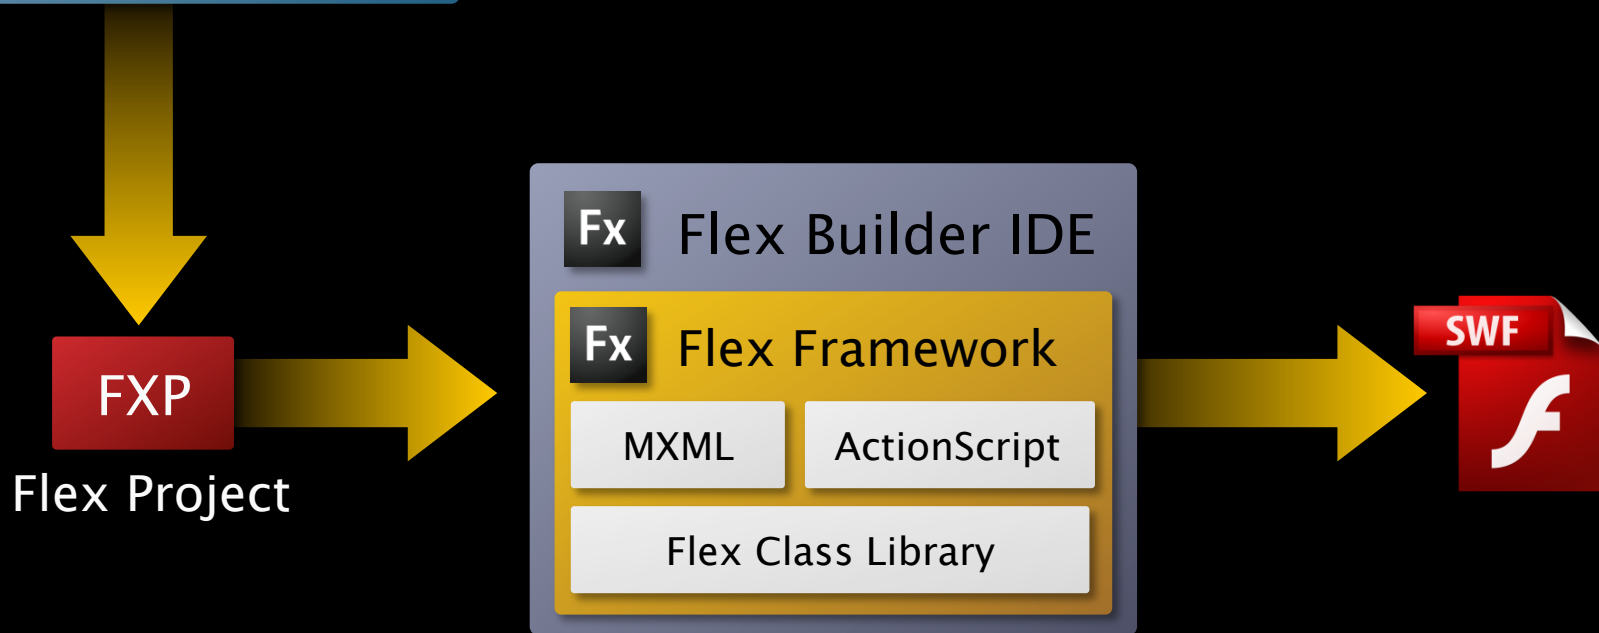 Fx Flex Builder IDE
Fx Flex Framework
SWF
FXP
MXML ActionScript
Flex Project
Flex Class Library